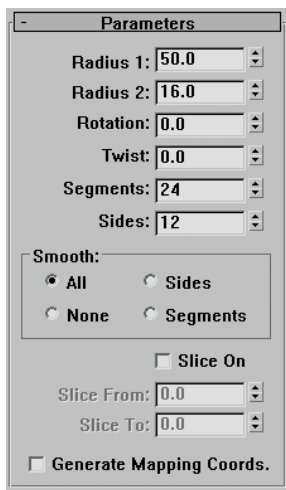 - Parameters
Radius 1: 50.0
Radius 2: 16.0
Rotation: 0.0
Twist: 0.0
Segments: 24
Sides: 12
Smooth:
All Sides
None Segments
Slice On
Slice From: 0.0
Slice To: 0.0
Generate Mapping Coords.